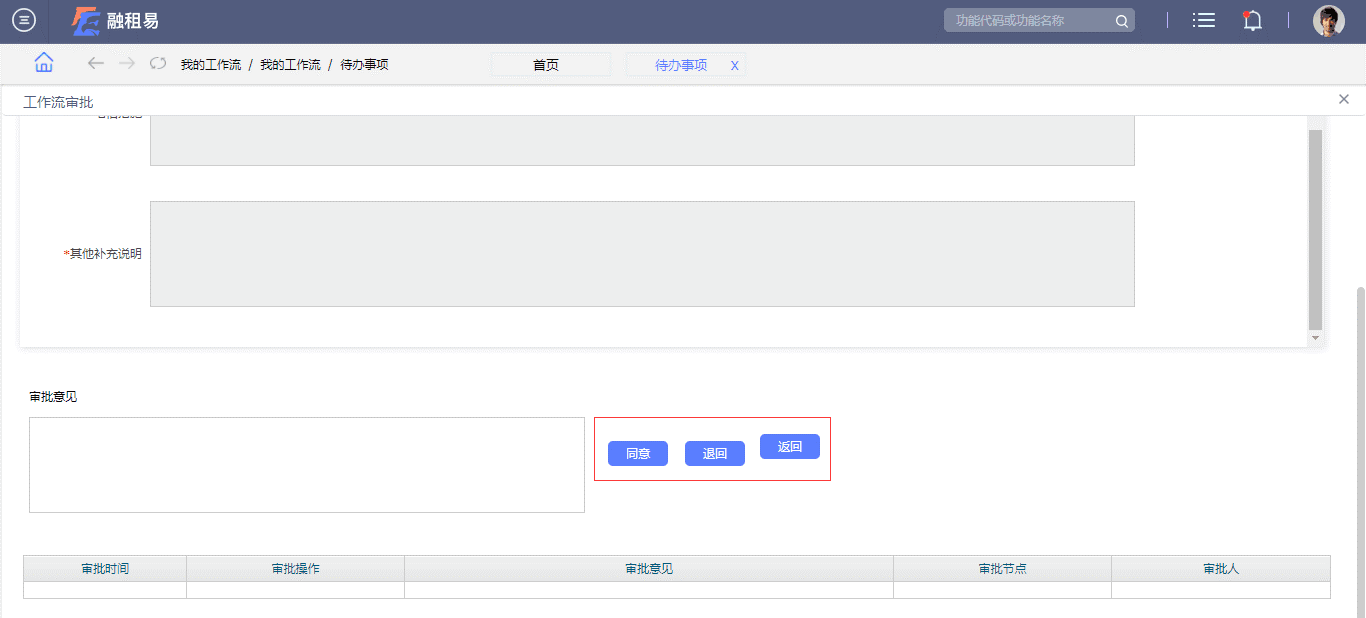 融租易
功能代码或功能名称
我的工作流 / 我的工作流 / 待办事项
首页
待办事项 X
工作流审批
*其他补充说明
审批意见
同意
退回
返回
审批时间 审批操作 审批意见 审批节点 审批人